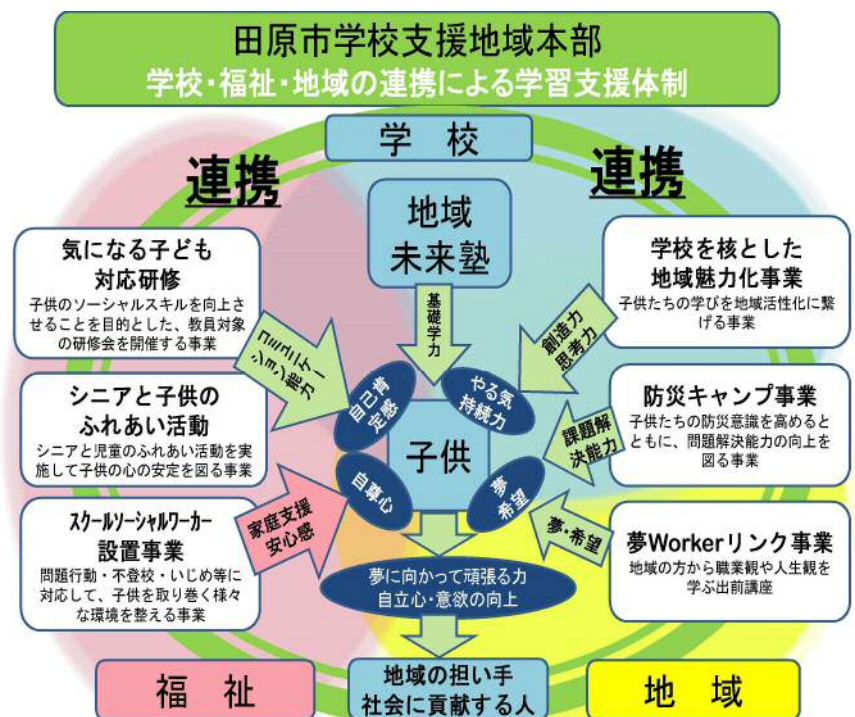 田原市学校支援地域本部
学校・福祉・地域の連携による学習支援体制
学 校
連携
連携
地域
未来塾
気になる子ども
対応研修
子供のソーシャルスキルを向上さ
せることを目的とした、教員対象
の研修会を開催する事業
シニアと子供の
ふれあい活動
シニアと児童のふれあい活動を実
施して子供の心の安定を図る事業
スクールソーシャルワーカー
設置事業
問題行動・不登校・いじめ等に
対応して、子供を取り巻く様々
な環境を整える事業
コミュニケー
ション能力
家庭支援
安心感
基礎学力
自己肯
定感
やる気
持続力
子供
自尊心
夢
希望
創造力
思考力
課題解
決能力
夢・希望
学校を核とした
地域魅力化事業
子供たちの学びを地域活性化に繋
げる事業
防災キャンプ事業
子供たちの防災意識を高めると
ともに、問題解決能力の向上を
図る事業
夢Workerリンク事業
地域の方から職業観や人生観を
学ぶ出前講座
夢に向かって頑張る力
自立心・意欲の向上
福 祉
地域の担い手
社会に貢献する人
地 域